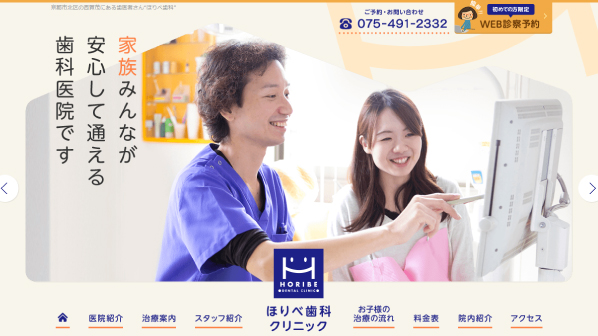 京都市北区の西賀茂にある歯医者さん"ほりべ歯科"
ご予約・お問い合わせ
075-491-2332
初めての方限定
WEB診察予約
家族みんなが
安心して通える
歯科医院です
HORIBE
DENTAL CLINIC
ほりべ歯科
クリニック
医院紹介
治療案内
スタッフ紹介
お子様の
治療の流れ
料金表
院内紹介
アクセス